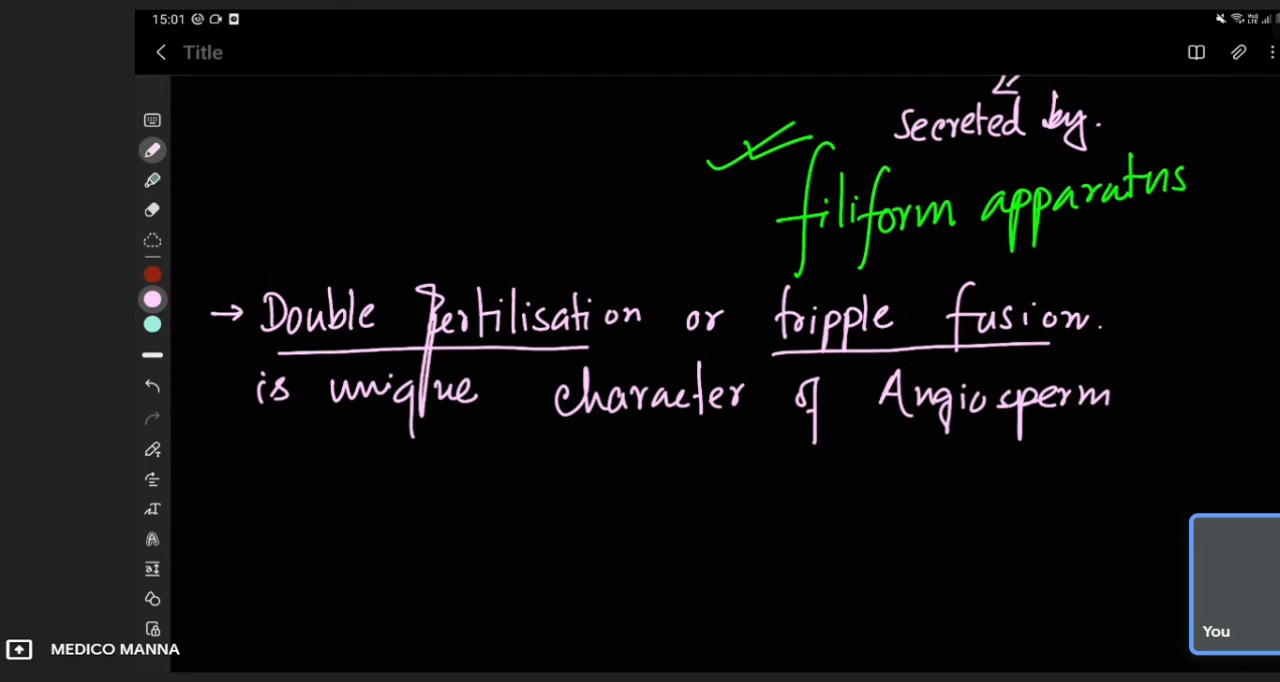 15:01
Title
secreted by.
filiform apparatus
→ Double fertilisation or tripple fusion.
is unique character of Angiosperm
You
MEDICO MANNA